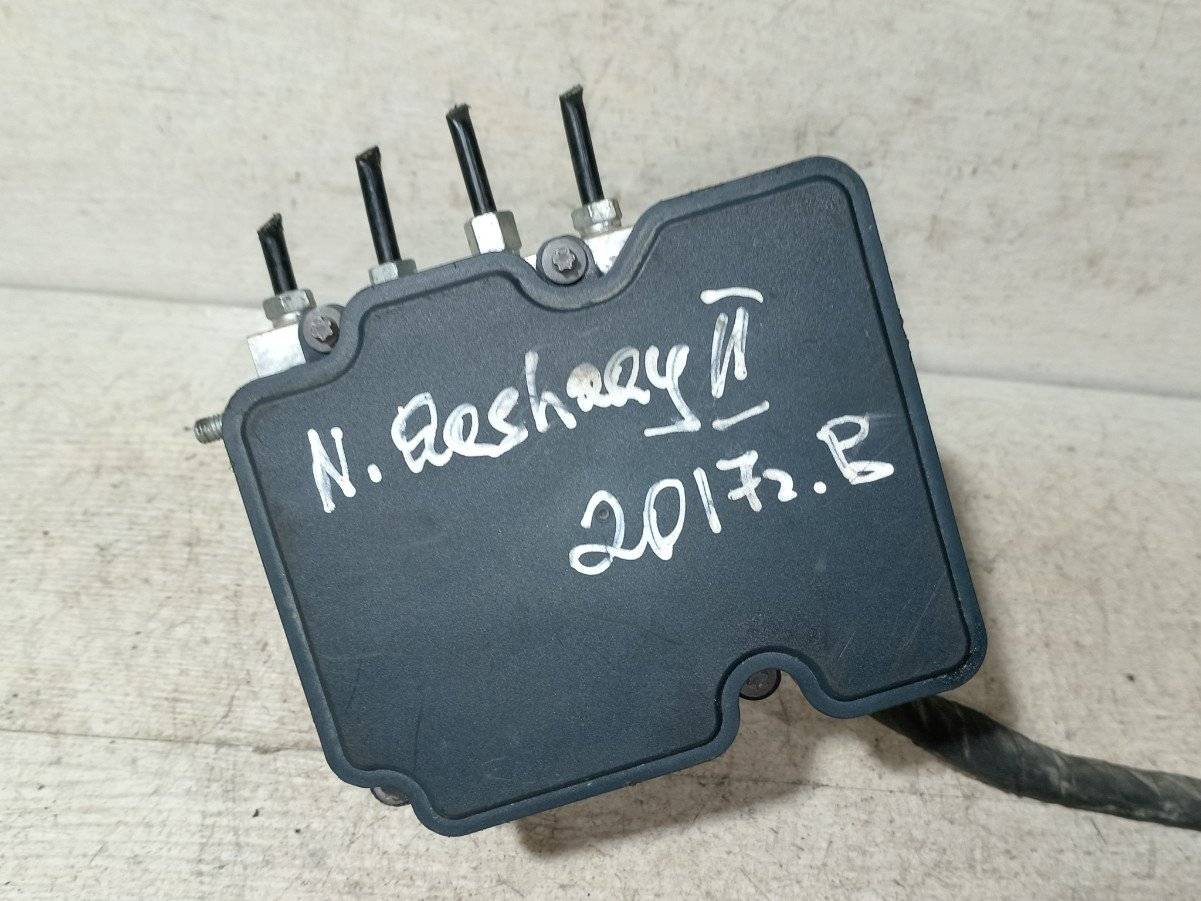 N. Qashqay II
2017г. В